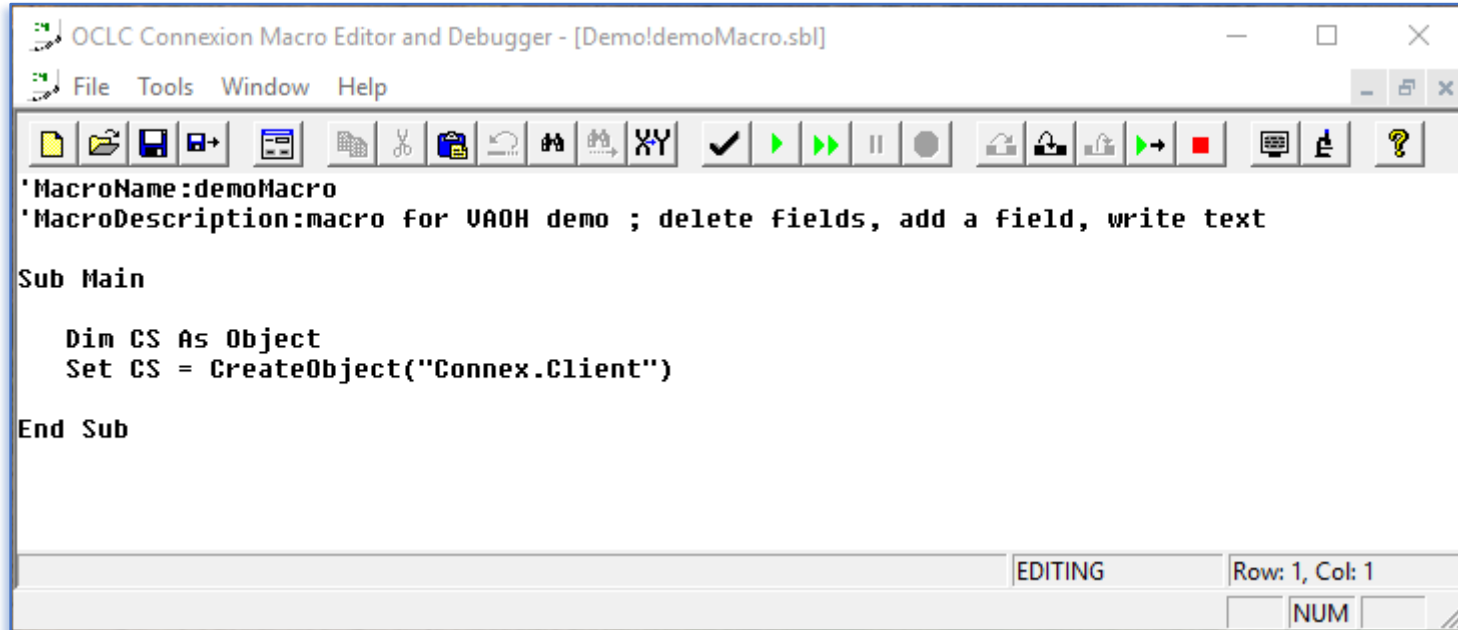 OCLC Connexion Macro Editor and Debugger - [Demo!demoMacro.sbl]
File Tools Window Help
X-Y
'MacroName:demoMacro
'MacroDescription:macro for VAOH demo ; delete fields, add a field, write text
Sub Main
Dim CS As Object
Set CS = CreateObject("Connex.Client")
End Sub
EDITING Row: 1, Col: 1
NUM